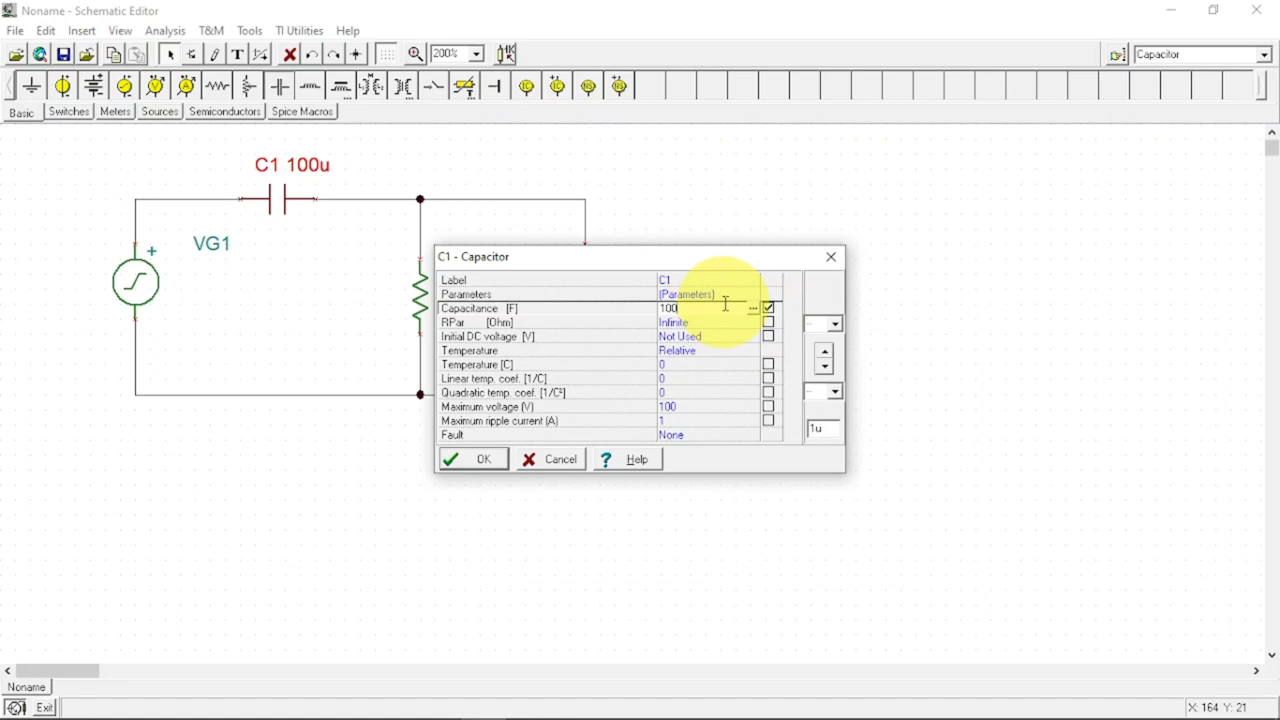 Noname - Schematic Editor
File Edit Insert View Analysis T&M Tools TI Utilities Help
200% Capacitor
Basic Switches Meters Sources Semiconductors Spice Macros
C1 100u
VG1
+
C1 - Capacitor
Label C1
Parameters (Parameters)
Capacitance [F] 100 ...
RPar [Ohm] Infinite
Initial DC voltage [V] Not Used
Temperature Relative
Temperature [C] 0
Linear temp. coef. [1/C] 0
Quadratic temp. coef. [1/C²] 0
Maximum voltage (V) 100
Maximum ripple current (A) 1
1u
Fault None
OK Cancel ? Help
Noname
Exit
X: 164 Y: 21